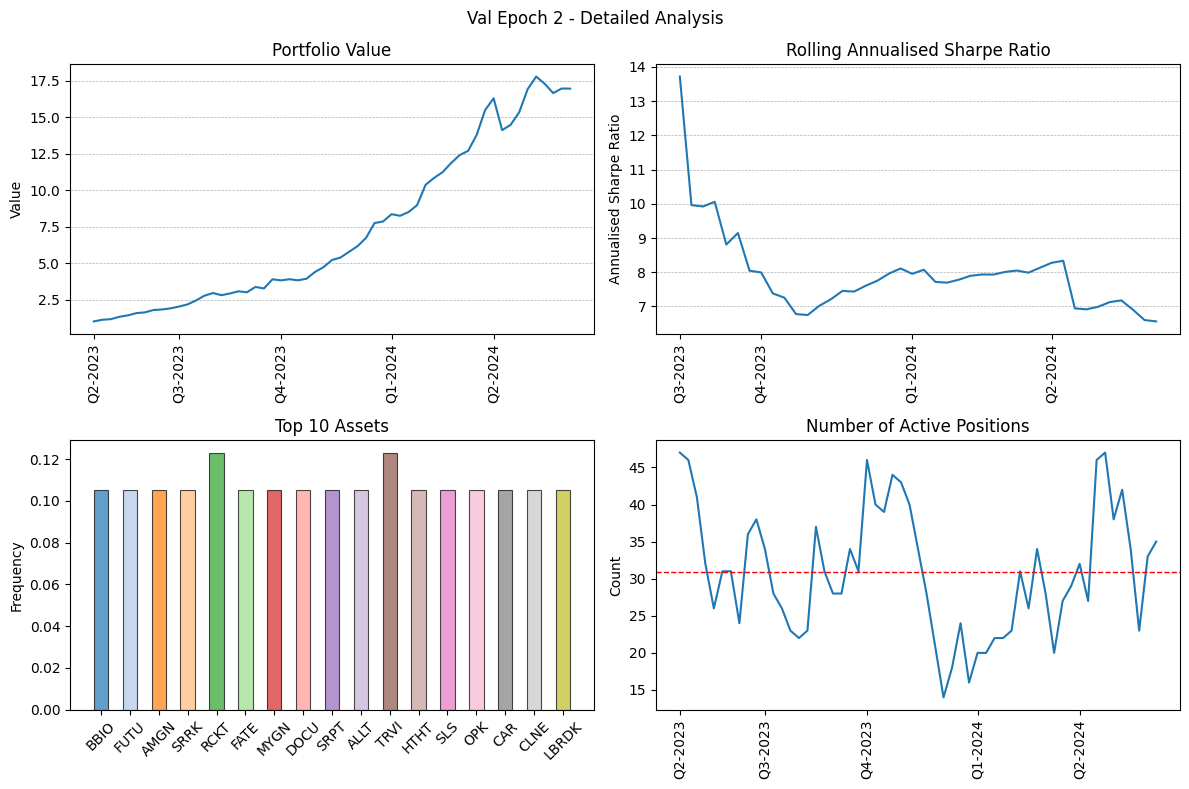 Val Epoch 2 - Detailed Analysis
Portfolio Value
Value
17.5
15.0
12.5
10.0
7.5
5.0
2.5
Q2-2023
Q3-2023
Q4-2023
Q1-2024
Q2-2024
Rolling Annualised Sharpe Ratio
Annualised Sharpe Ratio
14
13
12
11
10
9
8
7
Q3-2023
Q4-2023
Q1-2024
Q2-2024
Top 10 Assets
Frequency
0.12
0.10
0.08
0.06
0.04
0.02
0.00
BBIO
FUTU
AMGN
SRRK
RCKT
FATE
MYGN
DOCU
SRPT
ALLT
TRVI
HTHT
SLS
OPK
CAR
CLNE
LBRDK
Number of Active Positions
Count
45
40
35
30
25
20
15
Q2-2023
Q3-2023
Q4-2023
Q1-2024
Q2-2024